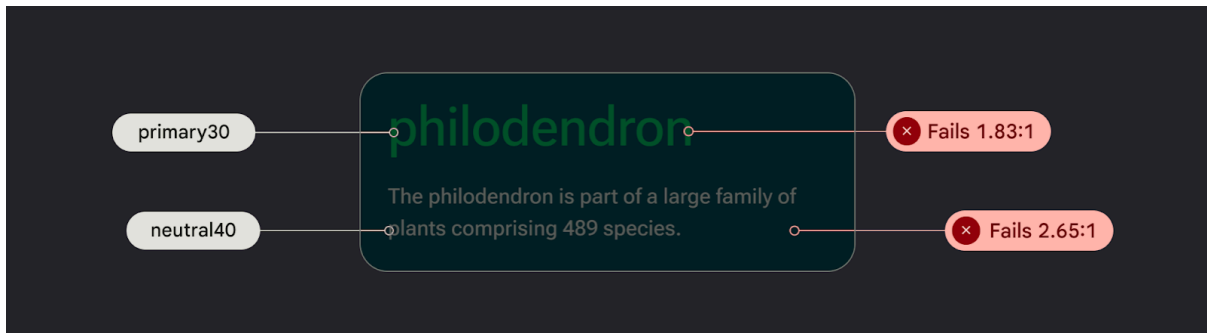 philodendron
primary30
Fails 1.83:1
The philodendron is part of a large family of
plants comprising 489 species.
neutral40
Fails 2.65:1